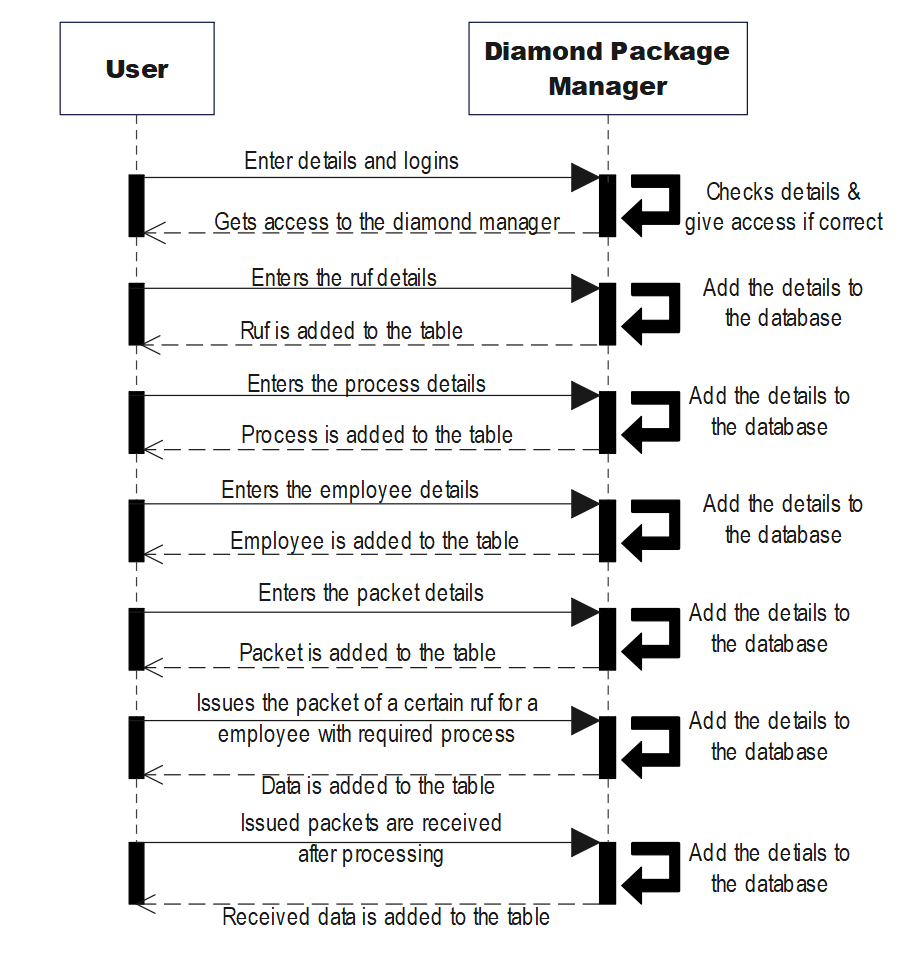 User
Diamond Package
Manager
Enter details and logins
Checks details &
give access if correct
Gets access to the diamond manager
Enters the ruf details
Add the details to
the database
Ruf is added to the table
Enters the process details
Add the details to
the database
Process is added to the table
Enters the employee details
Add the details to
the database
Employee is added to the table
Enters the packet details
Add the details to
the database
Packet is added to the table
Issues the packet of a certain ruf for a
employee with required process
Add the details to
the database
Data is added to the table
Issued packets are received
after processing
Add the detials to
the database
Received data is added to the table